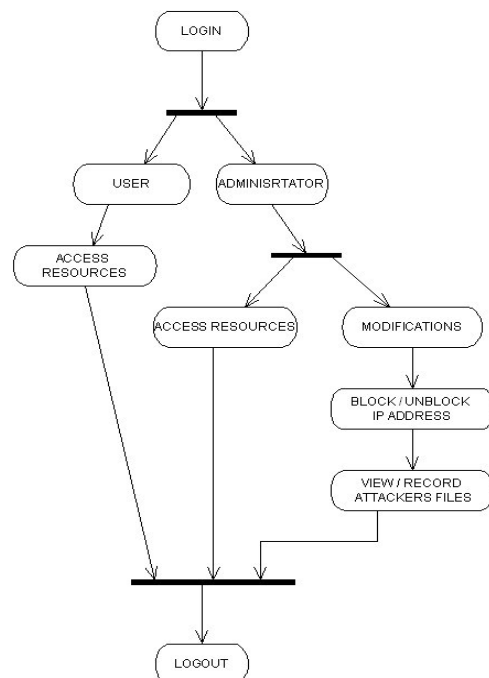 LOGIN
USER
ADMINISRTATOR
ACCESS
RESOURCES
ACCESS RESOURCES
MODIFICATIONS
BLOCK / UNBLOCK
IP ADDRESS
VIEW / RECORD
ATTACKERS FILES
LOGOUT